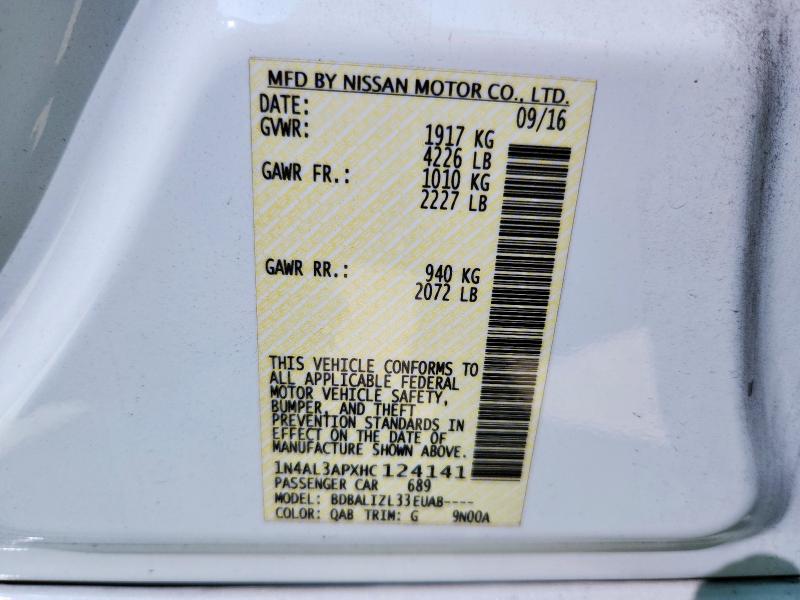 MFD BY NISSAN MOTOR CO., LTD.
DATE: 09/16
GVWR: 1917 KG
4226 LB
GAWR FR.: 1010 KG
2227 LB
GAWR RR.: 940 KG
2072 LB
THIS VEHICLE CONFORMS TO
ALL APPLICABLE FEDERAL
MOTOR VEHICLE SAFETY,
BUMPER, AND THEFT
PREVENTION STANDARDS IN
EFFECT ON THE DATE OF
MANUFACTURE SHOWN ABOVE.
1N4AL3APXHC124141
PASSENGER CAR 689
MODEL: BDBALIZL33EUAB----
COLOR: QAB TRIM: G 9N00A